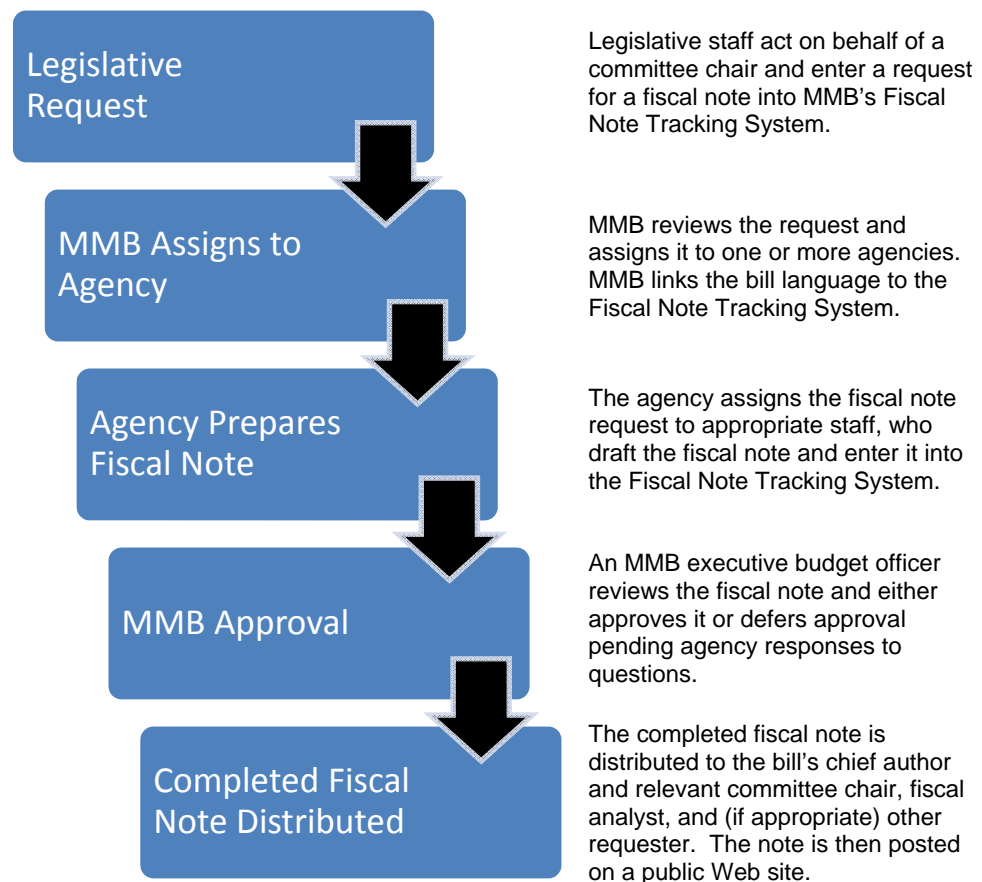 Legislative
Request
Legislative staff act on behalf of a
committee chair and enter a request
for a fiscal note into MMB’s Fiscal
Note Tracking System.
MMB Assigns to
Agency
MMB reviews the request and
assigns it to one or more agencies.
MMB links the bill language to the
Fiscal Note Tracking System.
Agency Prepares
Fiscal Note
The agency assigns the fiscal note
request to appropriate staff, who
draft the fiscal note and enter it into
the Fiscal Note Tracking System.
MMB Approval
An MMB executive budget officer
reviews the fiscal note and either
approves it or defers approval
pending agency responses to
questions.
Completed Fiscal
Note Distributed
The completed fiscal note is
distributed to the bill’s chief author
and relevant committee chair, fiscal
analyst, and (if appropriate) other
requester.  The note is then posted
on a public Web site.